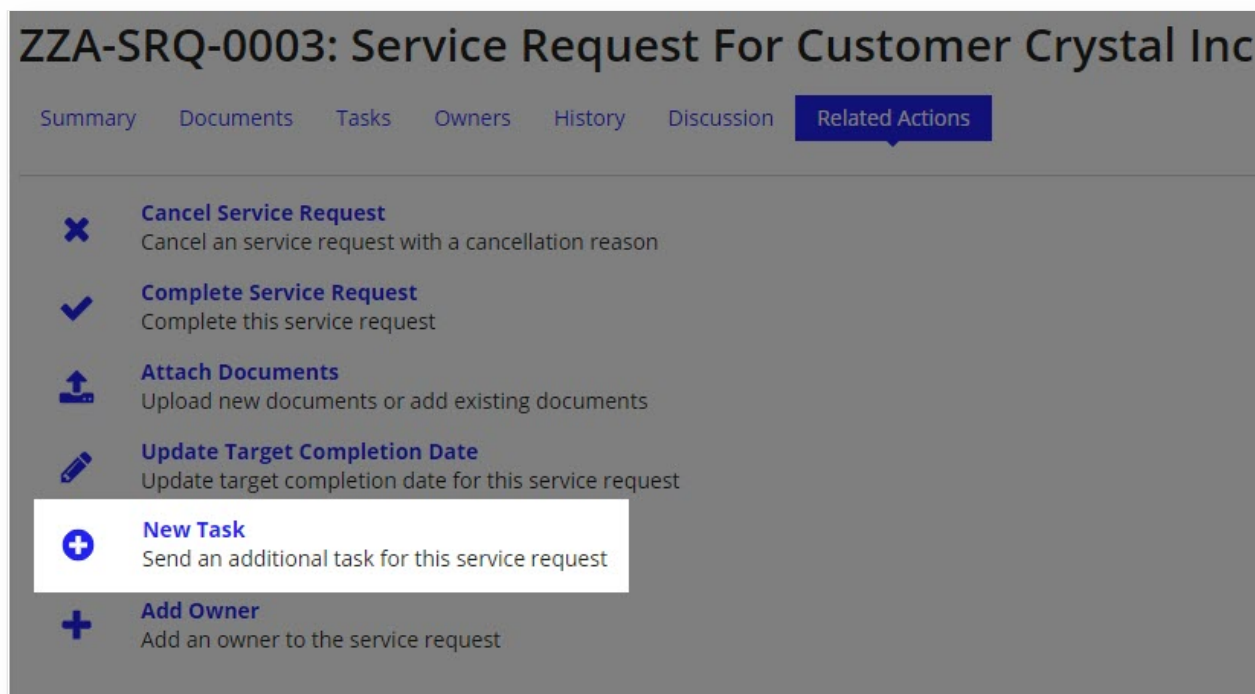 ZZA-SRQ-0003: Service Request For Customer Crystal Inc
Summary Documents Tasks Owners History Discussion Related Actions
Cancel Service Request
Cancel an service request with a cancellation reason
Complete Service Request
Complete this service request
Attach Documents
Upload new documents or add existing documents
Update Target Completion Date
Update target completion date for this service request
New Task
Send an additional task for this service request
Add Owner
Add an owner to the service request